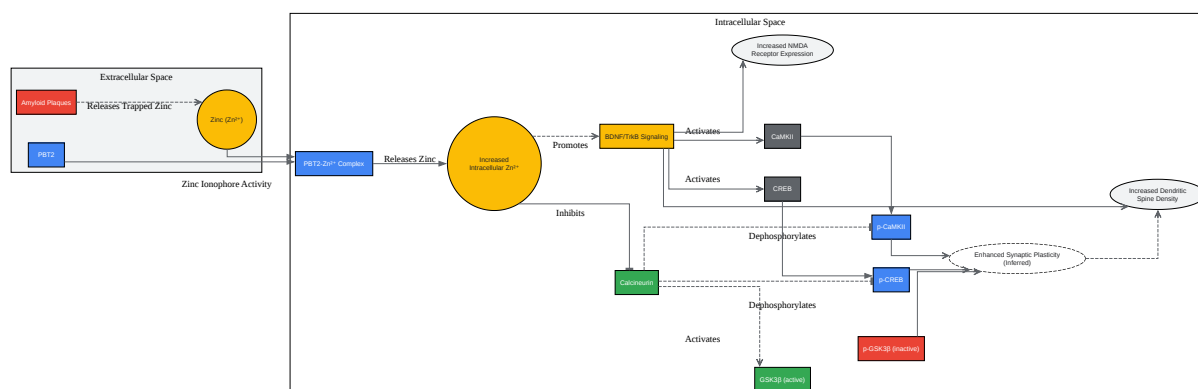 Intracellular Space
Increased NMDA
Receptor Expression
Extracellular Space
Amyloid Plaques
Releases Trapped Zinc
Zinc (Zn²⁺)
PBT2
Zinc Ionophore Activity
PBT2-Zn²⁺ Complex
Releases Zinc
Increased
Intracellular Zn²⁺
Promotes
BDNF/TrkB Signaling
Activates
CaMKII
Activates
CREB
Increased Dendritic
Spine Density
Inhibits
Dephosphorylates
p-CaMKII
Enhanced Synaptic Plasticity
(Inferred)
Calcineurin
p-CREB
Dephosphorylates
Activates
p-GSK3β (inactive)
GSK3β (active)